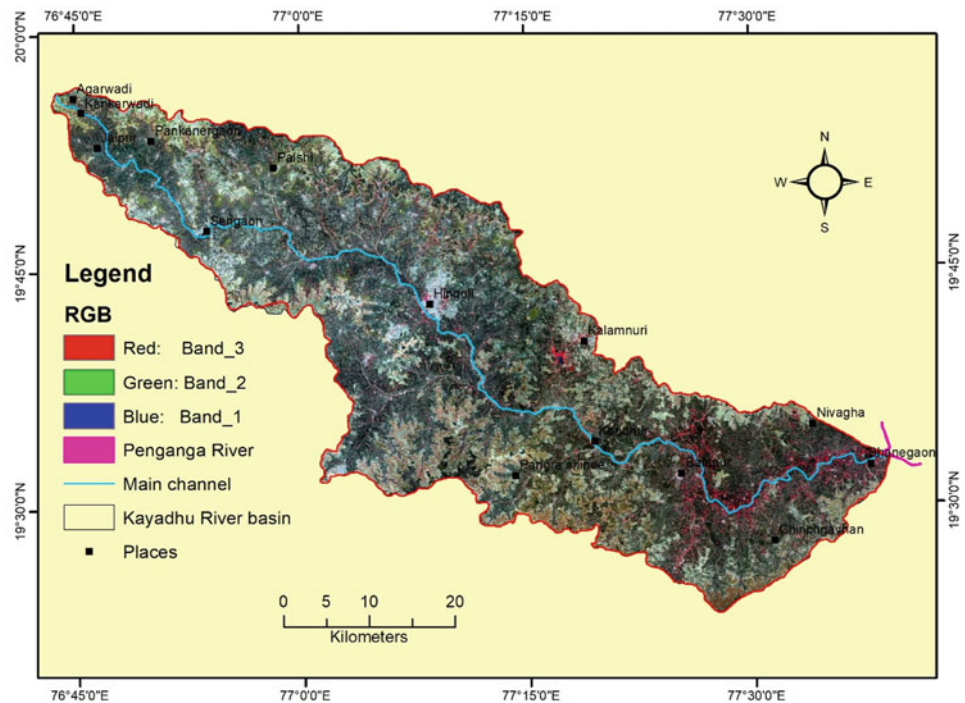 76°45'0"E 77°0'0"E 77°15'0"E 77°30'0"E
20°0'0"N
Agarwadi
Kankarwadi
Jaipur
Pankanergaon
Palshi
N
W E
S
Sengaon
19°45'0"N
19°45'0"N
Legend
Hingoli
RGB
Kalamnuri
Red: Band_3
Green: Band_2
Blue: Band_1
Nivagha
Penganga River
Pangra shinde
Main channel
19°30'0"N
19°30'0"N
Kayadhu River basin
Places
0 5 10 20
Kilometers
76°45'0"E 77°0'0"E 77°15'0"E 77°30'0"E